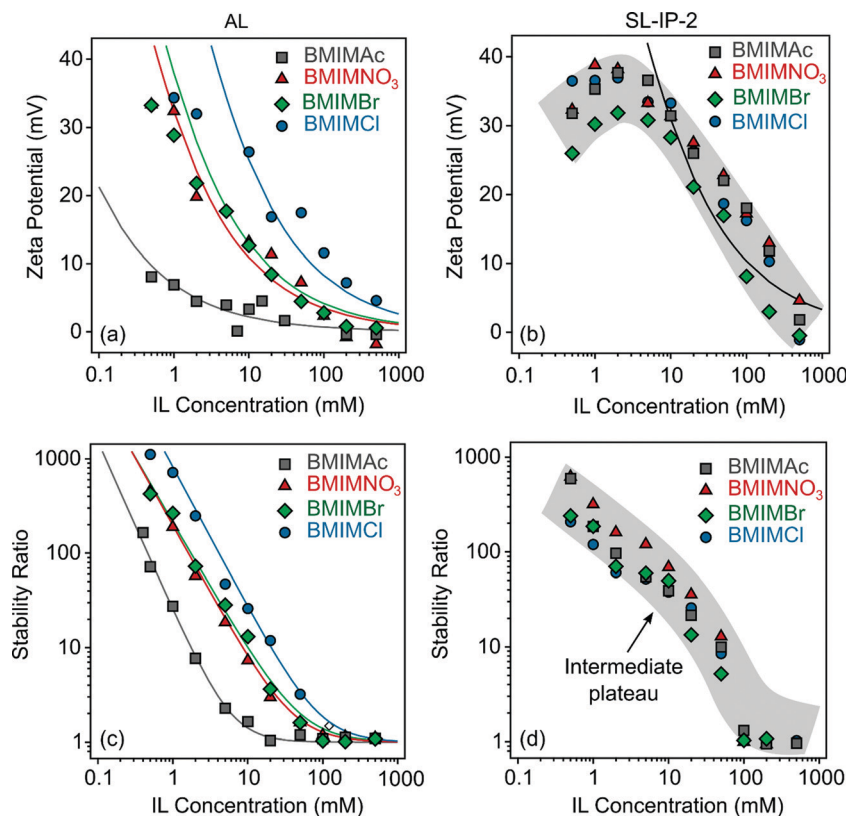 AL
SL-IP-2
40
30
20
10
0
Zeta Potential (mV)
BMIMAc
BMIMNO₃
BMIMBr
BMIMCl
(a)
0.1
1
10
100
1000
IL Concentration (mM)
40
30
20
10
0
Zeta Potential (mV)
BMIMAc
BMIMNO₃
BMIMBr
BMIMCl
(b)
0.1
1
10
100
1000
IL Concentration (mM)
1000
100
10
1
Stability Ratio
BMIMAc
BMIMNO₃
BMIMBr
BMIMCl
(c)
0.1
1
10
100
1000
IL Concentration (mM)
1000
100
10
1
Stability Ratio
BMIMAc
BMIMNO₃
BMIMBr
BMIMCl
Intermediate
plateau
(d)
0.1
1
10
100
1000
IL Concentration (mM)